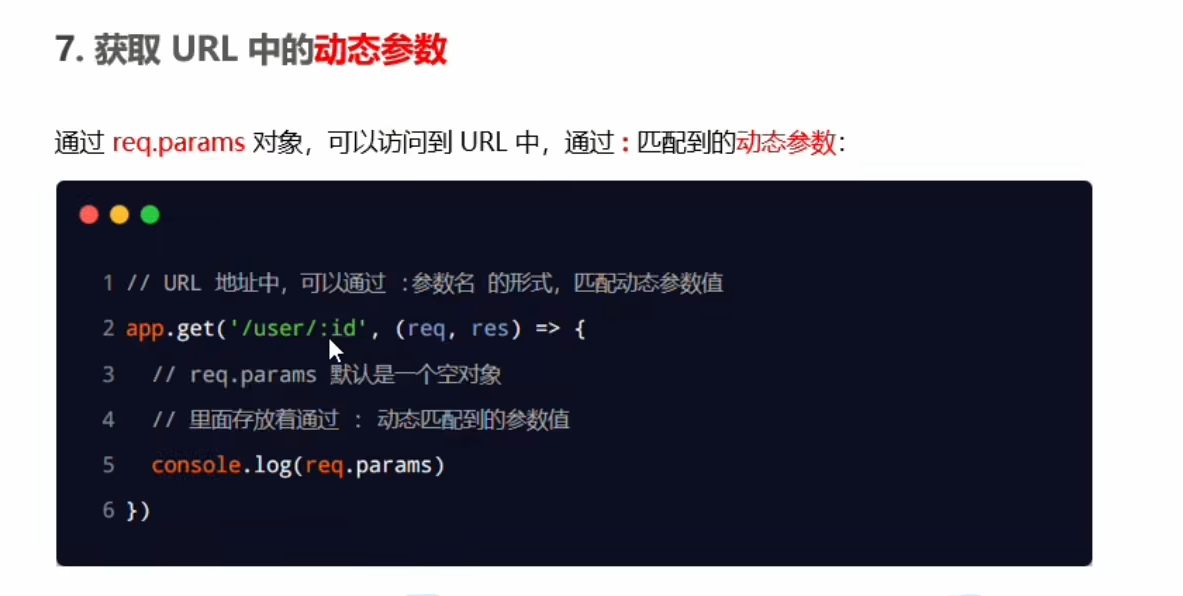 7. 获取 URL 中的动态参数
通过 req.params 对象，可以访问到 URL 中，通过 : 匹配到的动态参数：
1 // URL 地址中，可以通过 :参数名 的形式，匹配动态参数值
2 app.get('/user/:id', (req, res) => {
3 // req.params 默认是一个空对象
4 // 里面存放着通过 : 动态匹配到的参数值
5 console.log(req.params)
6 })